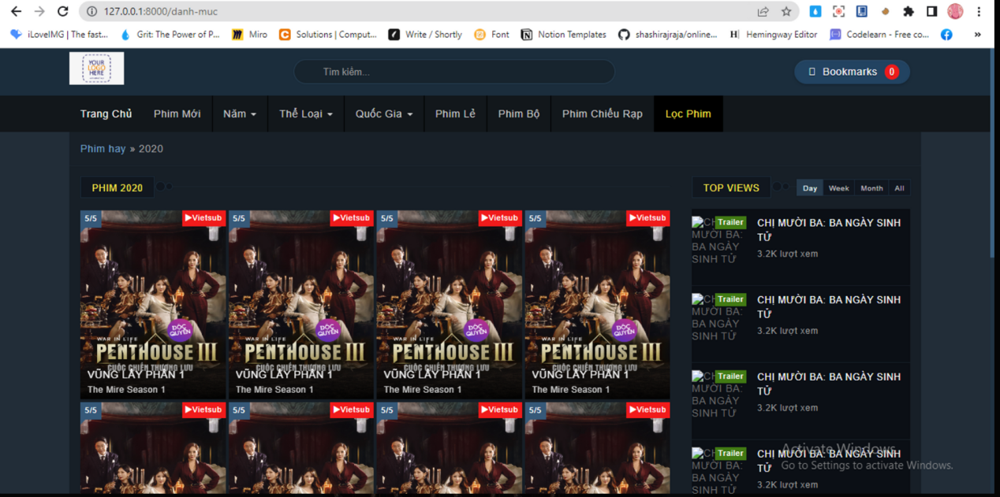 127.0.0.1:8000/danh-muc
iLoveIMG | The fast...
Grit: The Power of P...
Miro
Solutions | Comput...
Write / Shortly
Font
Notion Templates
shashirajraja/online...
Hemingway Editor
Codelearn - Free co...
»
YOUR
LOGO
HERE
Tìm kiếm...
Bookmarks 0
Trang Chủ
Phim Mới
Năm
Thể Loại
Quốc Gia
Phim Lẻ
Phim Bộ
Phim Chiếu Rạp
Lọc Phim
Phim hay » 2020
PHIM 2020
TOP VIEWS
Day
Week
Month
All
5/5
Vietsub
5/5
Vietsub
5/5
Vietsub
5/5
Vietsub
ĐỘC
QUYỀN
WAR IN LIFE
PENTHOUSE III
CUỘC CHIẾN THƯỢNG LƯU
VŨNG LẦY PHẦN 1
The Mire Season 1
ĐỘC
QUYỀN
WAR IN LIFE
PENTHOUSE III
CUỘC CHIẾN THƯỢNG LƯU
VŨNG LẦY PHẦN 1
The Mire Season 1
ĐỘC
QUYỀN
WAR IN LIFE
PENTHOUSE III
CUỘC CHIẾN THƯỢNG LƯU
VŨNG LẦY PHẦN 1
The Mire Season 1
ĐỘC
QUYỀN
WAR IN LIFE
PENTHOUSE III
CUỘC CHIẾN THƯỢNG LƯU
VŨNG LẦY PHẦN 1
The Mire Season 1
5/5
Vietsub
5/5
Vietsub
5/5
Vietsub
5/5
Vietsub
Trailer
MƯỜI BA:
BA NGÀY
SINH TỬ
CHỊ MƯỜI BA: BA NGÀY SINH
TỬ
3.2K lượt xem
Trailer
MƯỜI BA:
BA NGÀY
SINH TỬ
CHỊ MƯỜI BA: BA NGÀY SINH
TỬ
3.2K lượt xem
Trailer
MƯỜI BA:
BA NGÀY
SINH TỬ
CHỊ MƯỜI BA: BA NGÀY SINH
TỬ
3.2K lượt xem
Trailer
MƯỜI BA:
BA NGÀY
CHỊ MƯỜI BA: BA NGÀY SINH
TỬ
3.2K lượt xem
Activate Windows
Go to Settings to activate Windows.